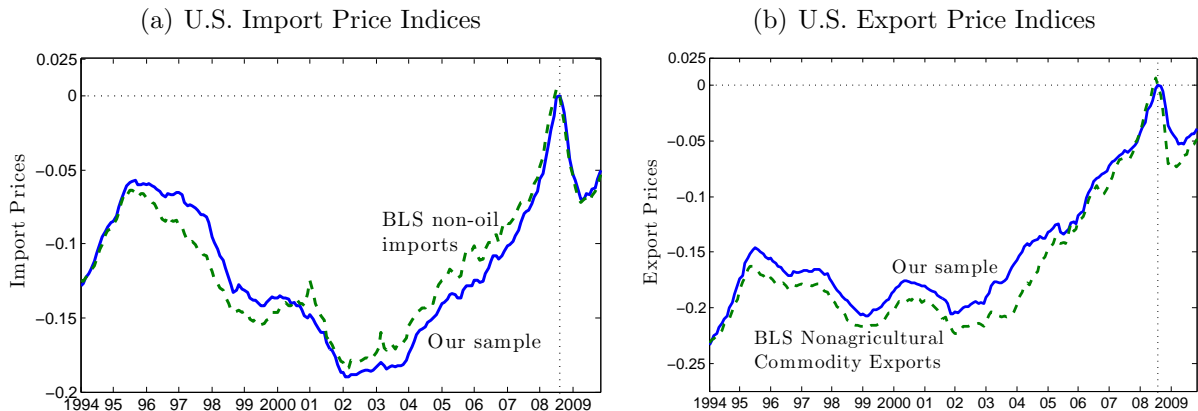 (a) U.S. Import Price Indices
0.025
0
−0.05
−0.1
−0.15
−0.2
Import Prices
BLS non-oil
imports
Our sample
1994 95 96 97 98 99 2000 01 02 03 04 05 06 07 08 2009
(b) U.S. Export Price Indices
0.025
0
−0.05
−0.1
−0.15
−0.2
−0.25
Export Prices
Our sample
BLS Nonagricultural
Commodity Exports
1994 95 96 97 98 99 2000 01 02 03 04 05 06 07 08 2009